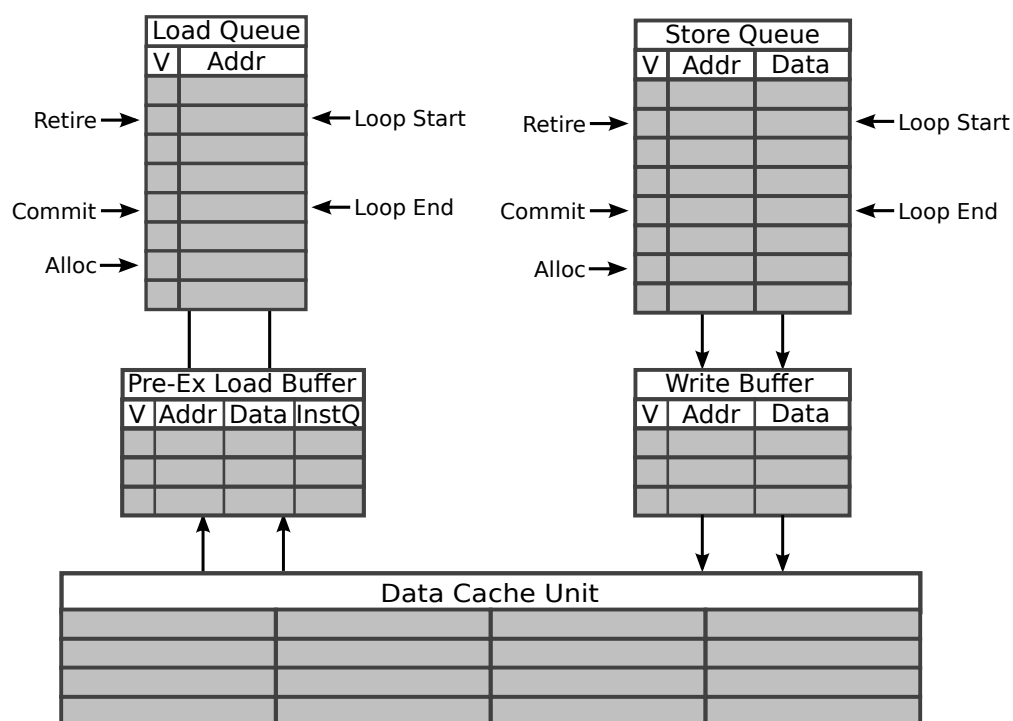 Load Queue
V Addr
Retire
Loop Start
Commit
Loop End
Alloc
Store Queue
V Addr Data
Retire
Loop Start
Commit
Loop End
Alloc
Pre-Ex Load Buffer
V Addr Data InstQ
Write Buffer
V Addr Data
Data Cache Unit